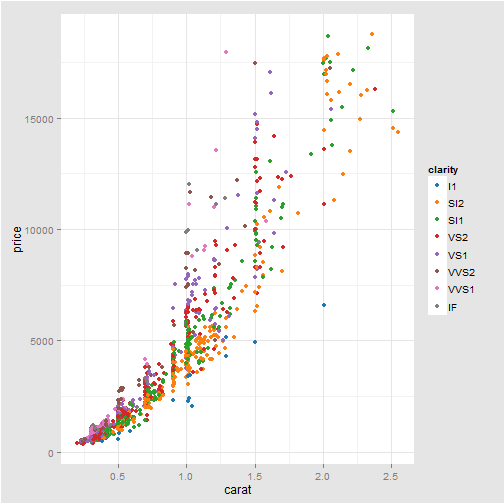 15000
10000
5000
0
price
0.5 1.0 1.5 2.0 2.5
carat
clarity
I1
SI2
SI1
VS2
VS1
VVS2
VVS1
IF